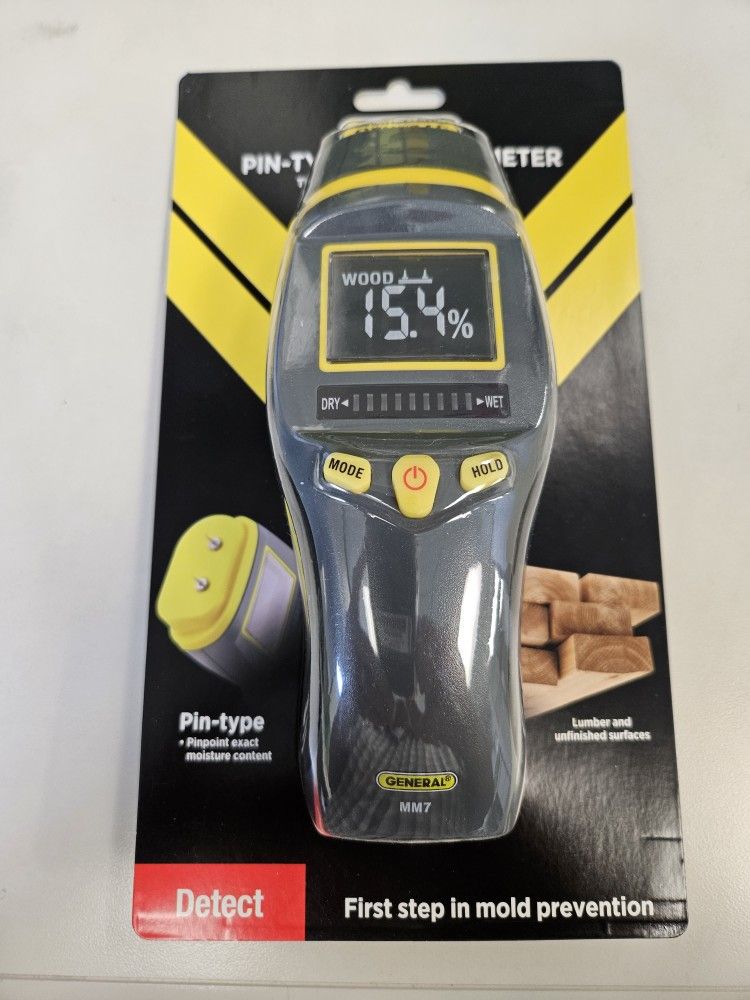 PIN-TY METER
WOOD
15.4%
DRY◄ ►WET
MODE
HOLD
Pin-type
• Pinpoint exact
moisture content
Lumber and
unfinished surfaces
GENERAL®
MM7
Detect
First step in mold prevention